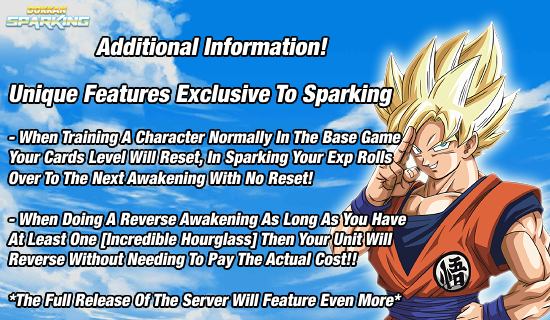 DOKKAN
SPARKING
Additional Information!
Unique Features Exclusive To Sparking
- When Training A Character Normally In The Base Game
Your Cards Level Will Reset, In Sparking Your Exp Rolls
Over To The Next Awakening With No Reset!
- When Doing A Reverse Awakening As Long As You Have
At Least One [Incredible Hourglass] Then Your Unit Will
Reverse Without Needing To Pay The Actual Cost!!
悟
*The Full Release Of The Server Will Feature Even More*